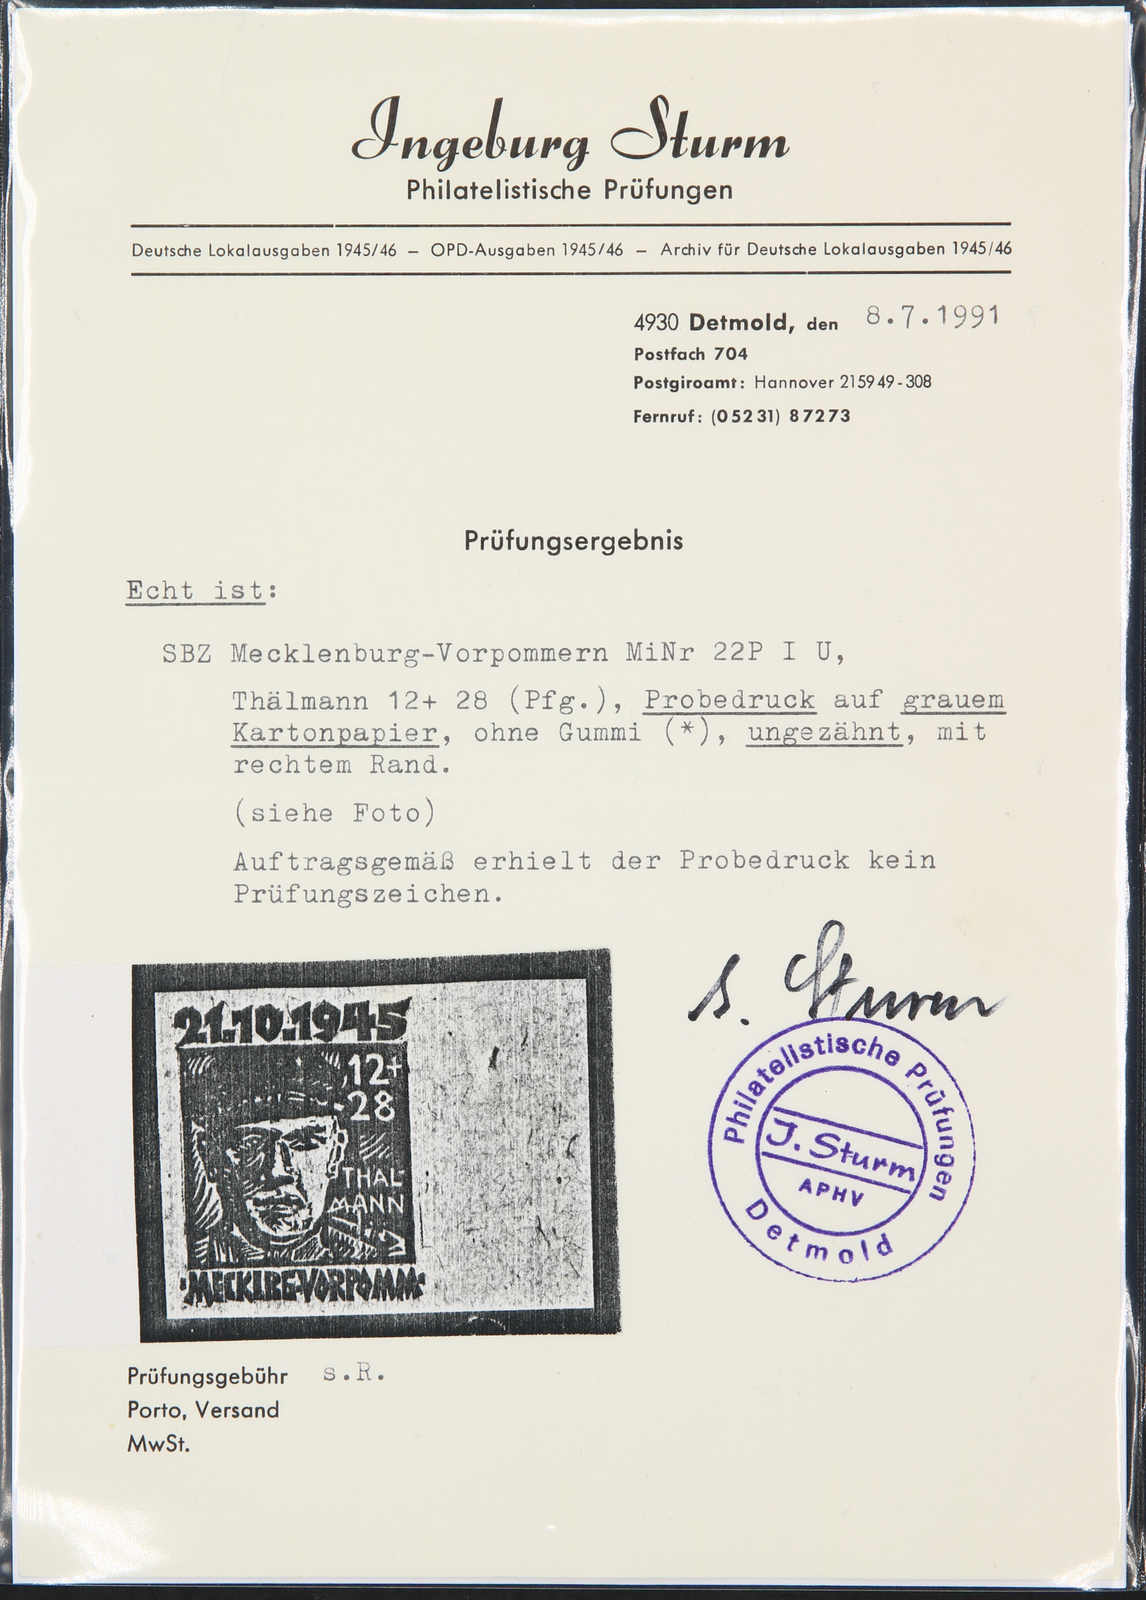 Ingeburg Sturm
Philatelistische Prüfungen
Deutsche Lokalausgaben 1945/46 — OPD-Ausgaben 1945/46 — Archiv für Deutsche Lokalausgaben 1945/46
4930 Detmold, den 8.7.1991
Postfach 704
Postgiroamt: Hannover 21594 9-308
Fernruf: (05231) 87273
Prüfungsergebnis
Echt ist:
SBZ Mecklenburg-Vorpommern MiNr 22P I U,
Thälmann 12+ 28 (Pfg.), Probedruck auf grauem
Kartonpapier, ohne Gummi (*), ungezähnt, mit
rechtem Rand.
(siehe Foto)
Auftragsgemäß erhielt der Probedruck kein
Prüfungszeichen.
21.10.1945
12+
28
THÄL-
MANN
MECKLBG-VORPOMM
s. Sturm
Philatelistische Prüfungen
J. Sturm
APHV
Detmold
Prüfungsgebühr s.R.
Porto, Versand
MwSt.